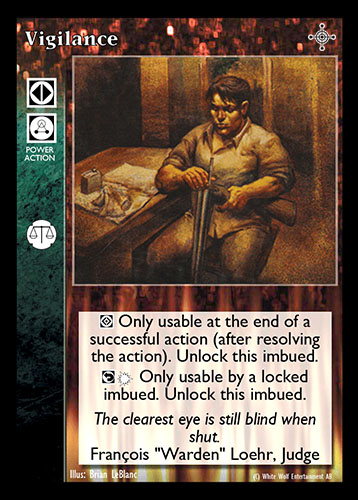 Vigilance
POWER
ACTION
Only usable at the end of a
successful action (after resolving
the action). Unlock this imbued.
Only usable by a locked
imbued. Unlock this imbued.
The clearest eye is still blind when
shut.
François "Warden" Loehr, Judge
Illus: Brian LeBlanc
(C) White Wolf Entertainment AB